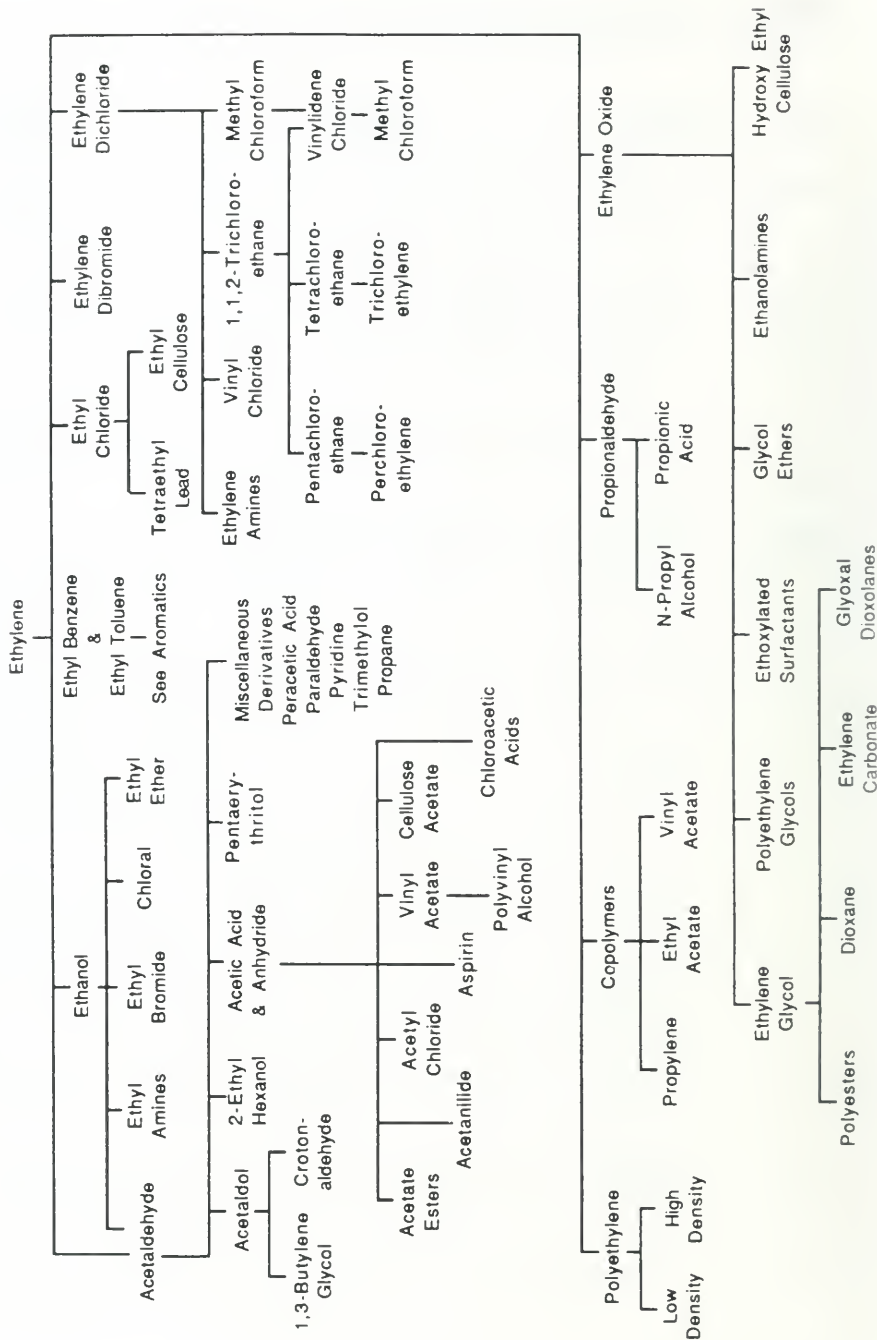 Ethylene
Ethanol
Ethyl Benzene
&
Ethyl Toluene
See Aromatics
Ethyl
Chloride
Ethylene
Dibromide
Ethylene
Dichloride
Acetaldehyde
Ethyl
Amines
Ethyl
Bromide
Chloral
Ethyl
Ether
Tetraethyl
Lead
Ethyl
Cellulose
Acetaldol
2-Ethyl
Hexanol
Acetic Acid
& Anhydride
Pentaery-
thritol
Miscellaneous
Derivatives
Peracetic Acid
Paraldehyde
Pyridine
Trimethylol
Propane
Ethylene
Amines
Vinyl
Chloride
1,1,2-Trichloro-
ethane
Methyl
Chloroform
1,3-Butylene
Glycol
Croton-
aldehyde
Pentachloro-
ethane
Tetrachloro-
ethane
Vinylidene
Chloride
Perchloro-
ethylene
Trichloro-
ethylene
Methyl
Chloroform
Acetate
Esters
Acetanilide
Acetyl
Chloride
Aspirin
Vinyl
Acetate
Polyvinyl
Alcohol
Cellulose
Acetate
Chloroacetic
Acids
Polyethylene
Copolymers
Propionaldehyde
Ethylene Oxide
Low
Density
High
Density
Propylene
Ethyl
Acetate
Vinyl
Acetate
N-Propyl
Alcohol
Propionic
Acid
Ethylene
Glycol
Polyethylene
Glycols
Ethoxylated
Surfactants
Glycol
Ethers
Ethanolamines
Hydroxy Ethyl
Cellulose
Polyesters
Dioxane
Ethylene
Carbonate
Glyoxal
Dioxolanes